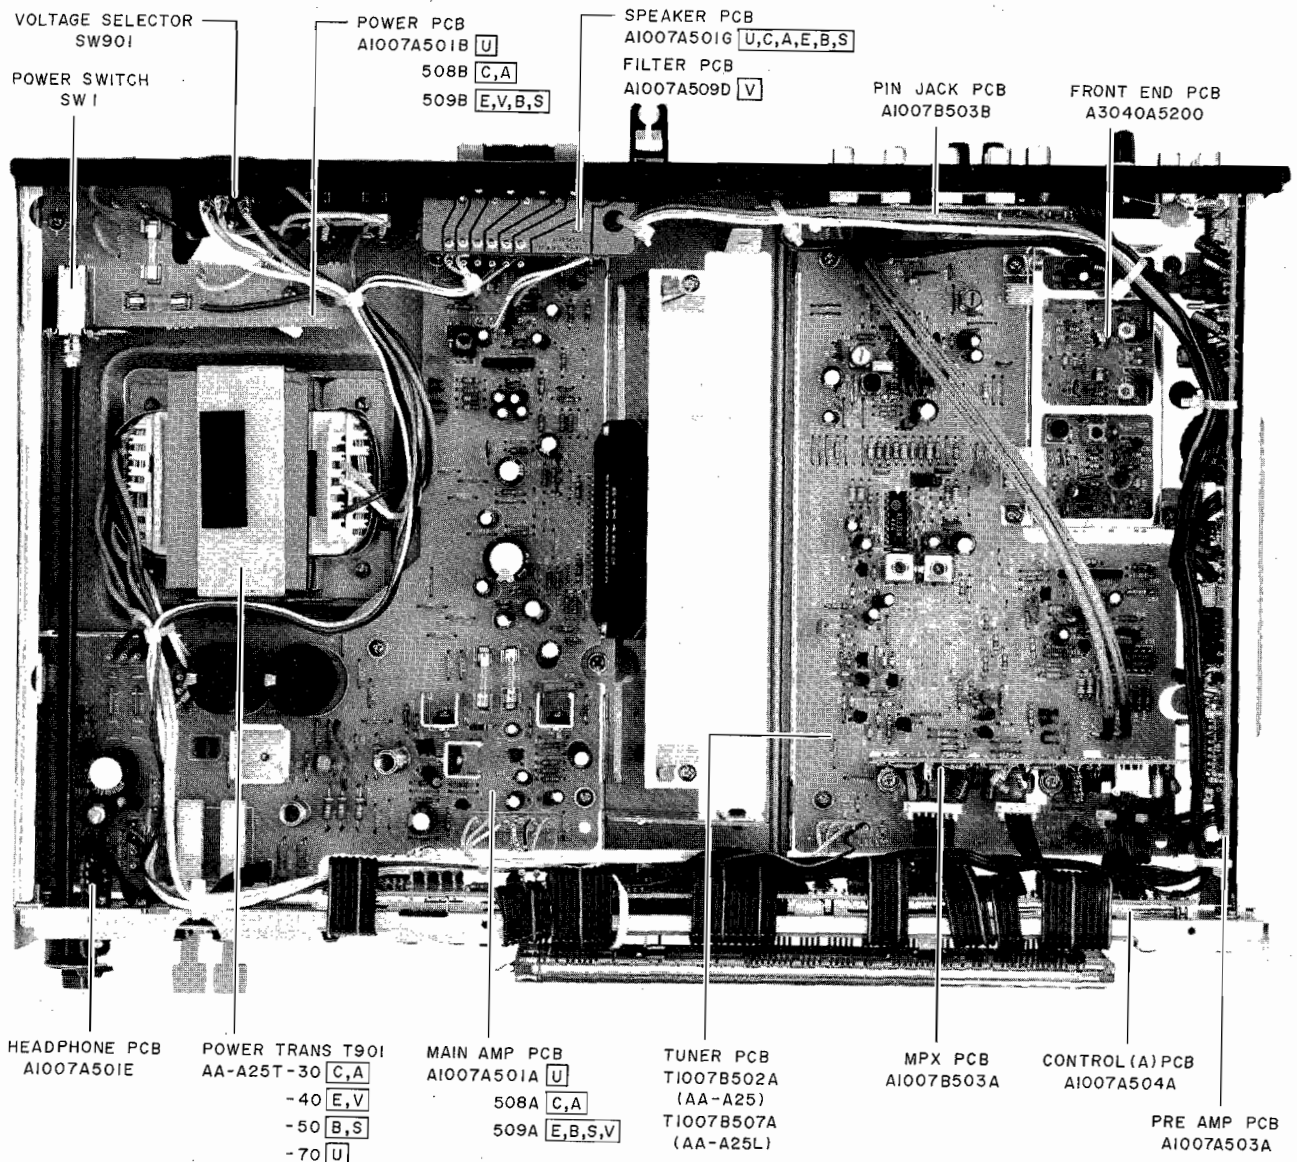 VOLTAGE SELECTOR
SW901
POWER SWITCH
SW1
POWER PCB
A1007A501B U
508B C,A
509B E,V,B,S
SPEAKER PCB
A1007A501G U,C,A,E,B,S
FILTER PCB
A1007A509D V
PIN JACK PCB
A1007B503B
FRONT END PCB
A3040A5200
HEADPHONE PCB
A1007A501E
POWER TRANS T901
AA-A25T-30 C,A
-40 E,V
-50 B,S
-70 U
MAIN AMP PCB
A1007A501A U
508A C,A
509A E,B,S,V
TUNER PCB
T1007B502A
(AA-A25)
T1007B507A
(AA-A25L)
MPX PCB
A1007B503A
CONTROL(A)PCB
A1007A504A
PRE AMP PCB
A1007A503A